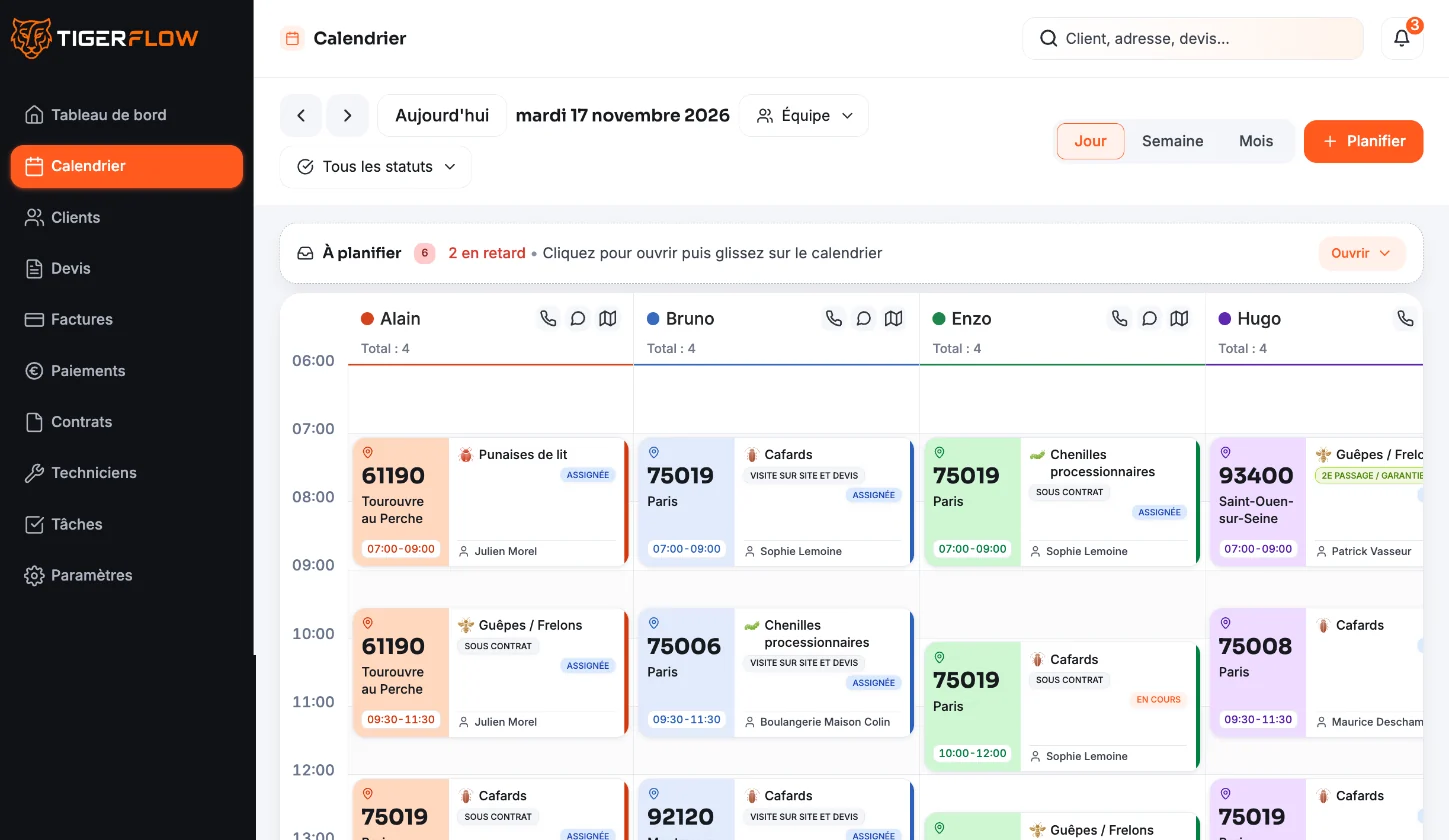 TIGERFLOW
Tableau de bord
Calendrier
Clients
Devis
Factures
Paiements
Contrats
Techniciens
Tâches
Paramètres
Calendrier
Client, adresse, devis...
3
Aujourd'hui
mardi 17 novembre 2026
Équipe
Tous les statuts
Jour
Semaine
Mois
+ Planifier
À planifier 6 2 en retard • Cliquez pour ouvrir puis glissez sur le calendrier
Ouvrir
Alain
Total : 4
Bruno
Total : 4
Enzo
Total : 4
Hugo
Total : 4
06:00
07:00
08:00
09:00
10:00
11:00
12:00
13:00
61190
Tourouvre
au Perche
07:00-09:00
Punaises de lit
ASSIGNÉE
Julien Morel
61190
Tourouvre
au Perche
09:30-11:30
Guêpes / Frelons
SOUS CONTRAT
ASSIGNÉE
Julien Morel
75019
Cafards
SOUS CONTRAT
ASSIGNÉE
75019
Paris
07:00-09:00
Cafards
VISITE SUR SITE ET DEVIS
ASSIGNÉE
Sophie Lemoine
75006
Paris
09:30-11:30
Chenilles
processionnaires
VISITE SUR SITE ET DEVIS
ASSIGNÉE
Boulangerie Maison Colin
92120
Cafards
VISITE SUR SITE ET DEVIS
ASSIGNÉE
75019
Paris
07:00-09:00
Chenilles
processionnaires
SOUS CONTRAT
ASSIGNÉE
Sophie Lemoine
75019
Paris
10:00-12:00
Cafards
SOUS CONTRAT
EN COURS
Sophie Lemoine
Guêpes / Frelons
93400
Saint-Ouen-
sur-Seine
07:00-09:00
Guêpes / Frelo
2E PASSAGE / GARANTIE
Patrick Vasseur
75008
Paris
09:30-11:30
Cafards
Maurice Descham
75019
Cafards